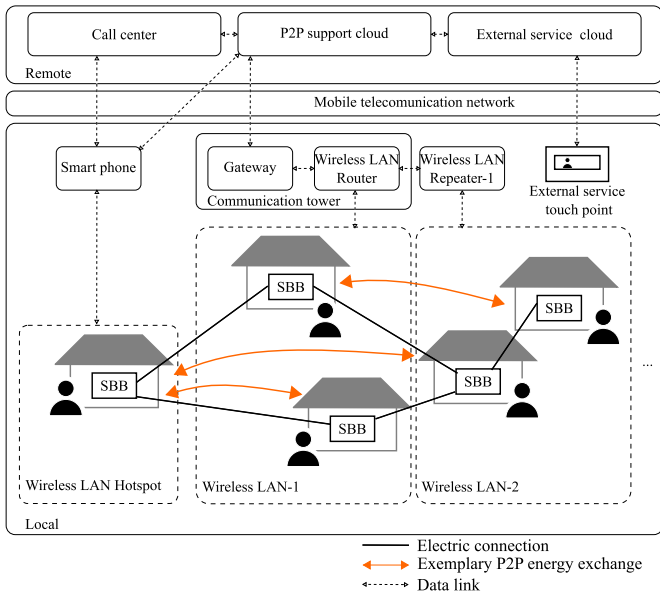 Call center
P2P support cloud
External service cloud
Remote
Mobile telecomunication network
Smart phone
Gateway
Wireless LAN
Router
Wireless LAN
Repeater-1
Communication tower
External service
touch point
SBB
SBB
SBB
SBB
SBB
...
Wireless LAN Hotspot
Wireless LAN-1
Wireless LAN-2
Local
Electric connection
Exemplary P2P energy exchange
Data link